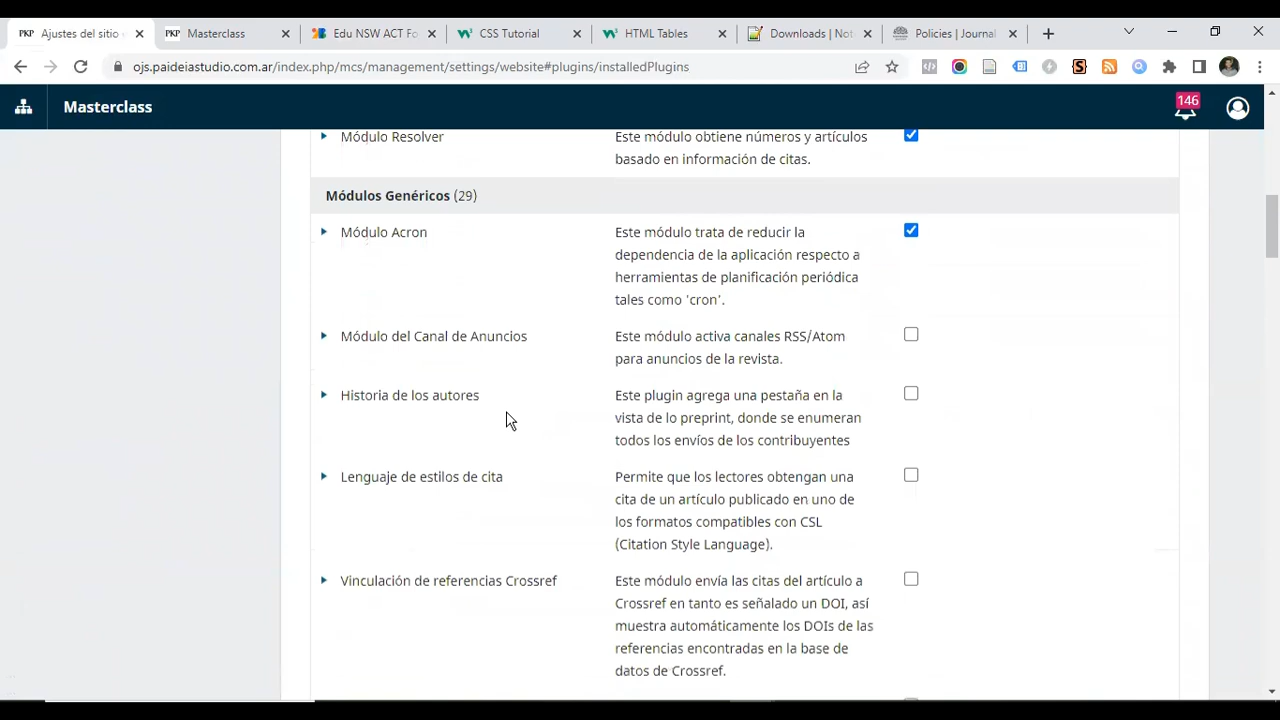 PKP Ajustes del sitio
PKP Masterclass
Edu NSW ACT Fo
CSS Tutorial
HTML Tables
Downloads | Not
Policies | Journal
ojs.paideiastudio.com.ar/index.php/mcs/management/settings/website#plugins/installedPlugins
Masterclass
146
Módulo Resolver
Este módulo obtiene números y artículos
basado en información de citas.
Módulos Genéricos (29)
Módulo Acron
Este módulo trata de reducir la
dependencia de la aplicación respecto a
herramientas de planificación periódica
tales como 'cron'.
Módulo del Canal de Anuncios
Este módulo activa canales RSS/Atom
para anuncios de la revista.
Historia de los autores
Este plugin agrega una pestaña en la
vista de lo preprint, donde se enumeran
todos los envíos de los contribuyentes
Lenguaje de estilos de cita
Permite que los lectores obtengan una
cita de un artículo publicado en uno de
los formatos compatibles con CSL
(Citation Style Language).
Vinculación de referencias Crossref
Este módulo envía las citas del artículo a
Crossref en tanto es señalado un DOI, así
muestra automáticamente los DOIs de las
referencias encontradas en la base de
datos de Crossref.